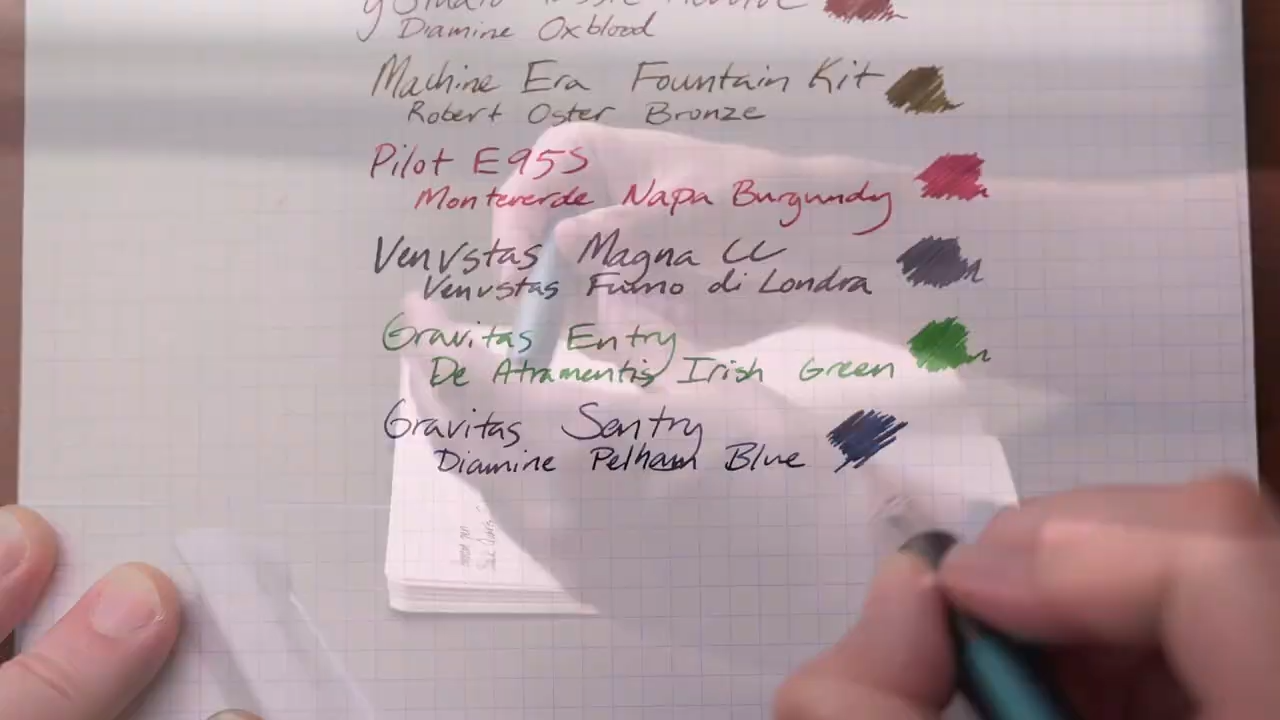 Diamine Oxblood
Machine Era Fountain Kit
Robert Oster Bronze
Pilot E95S
Monteverde Napa Burgundy
Venvstas Magna CC
Venvstas Fumo di Londra
Gravitas Entry
De Atramentis Irish Green
Gravitas Sentry
Diamine Pelham Blue